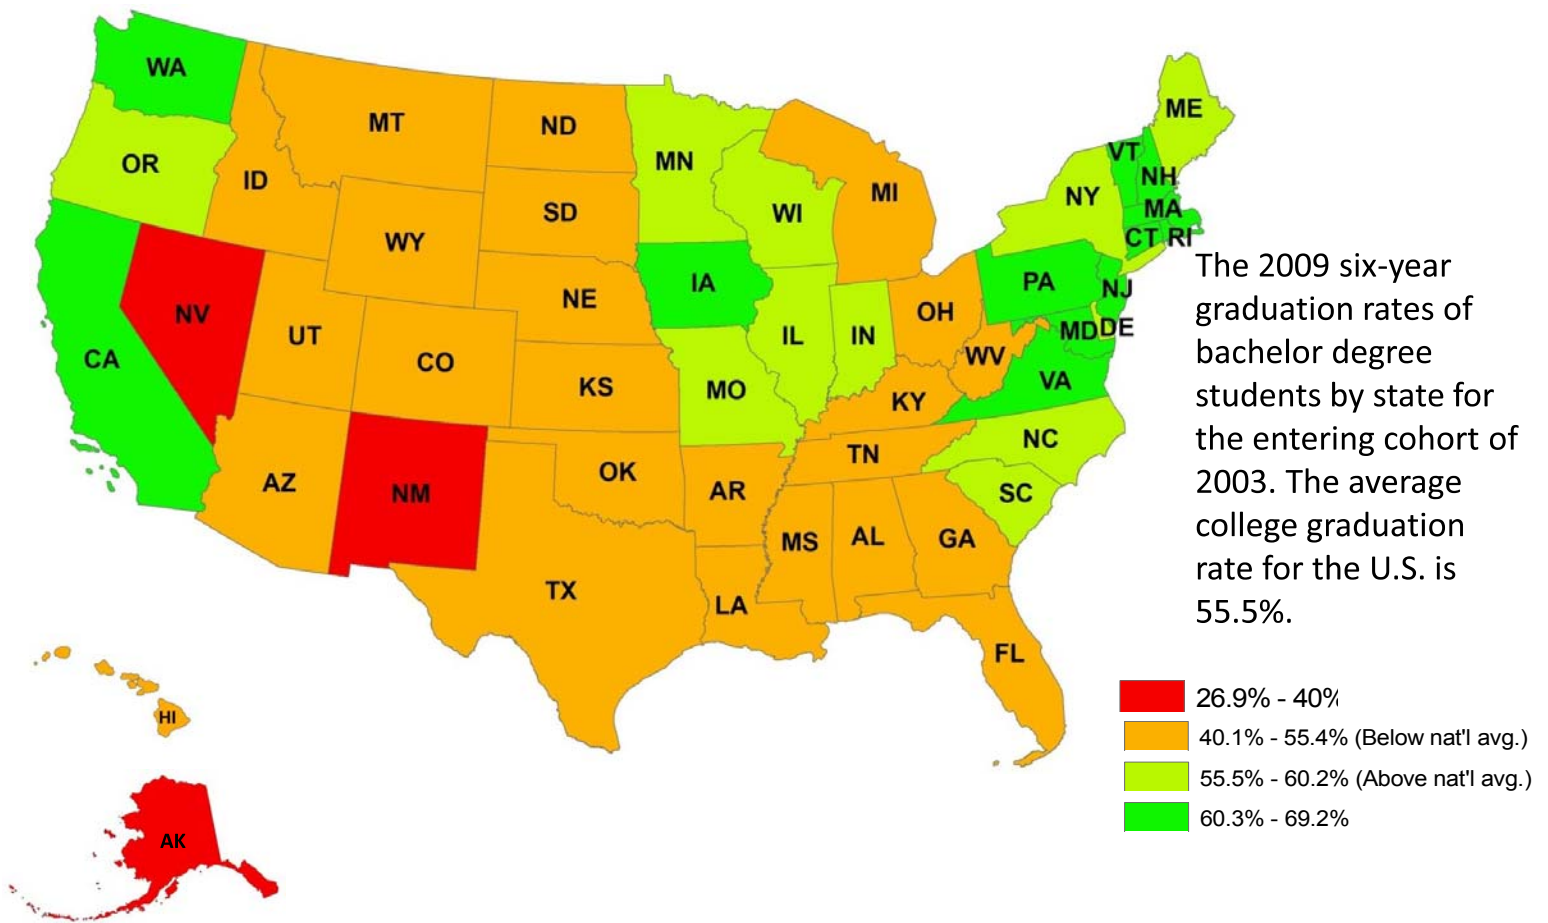 WA
MT
ND
ME
OR
ID
MN
VT
NH
SD
WI
MI
NY
MA
WY
CT RI
The 2009 six-year
graduation rates of
bachelor degree
students by state for
the entering cohort of
2003. The average
college graduation
rate for the U.S. is
55.5%.
NV
UT
NE
IA
PA
NJ
CA
CO
IL
IN
OH
MD DE
WV
VA
KS
MO
KY
NC
AZ
NM
OK
TN
AR
SC
MS
AL
GA
TX
LA
FL
HI
AK
26.9% - 40%
40.1% - 55.4% (Below nat'l avg.)
55.5% - 60.2% (Above nat'l avg.)
60.3% - 69.2%